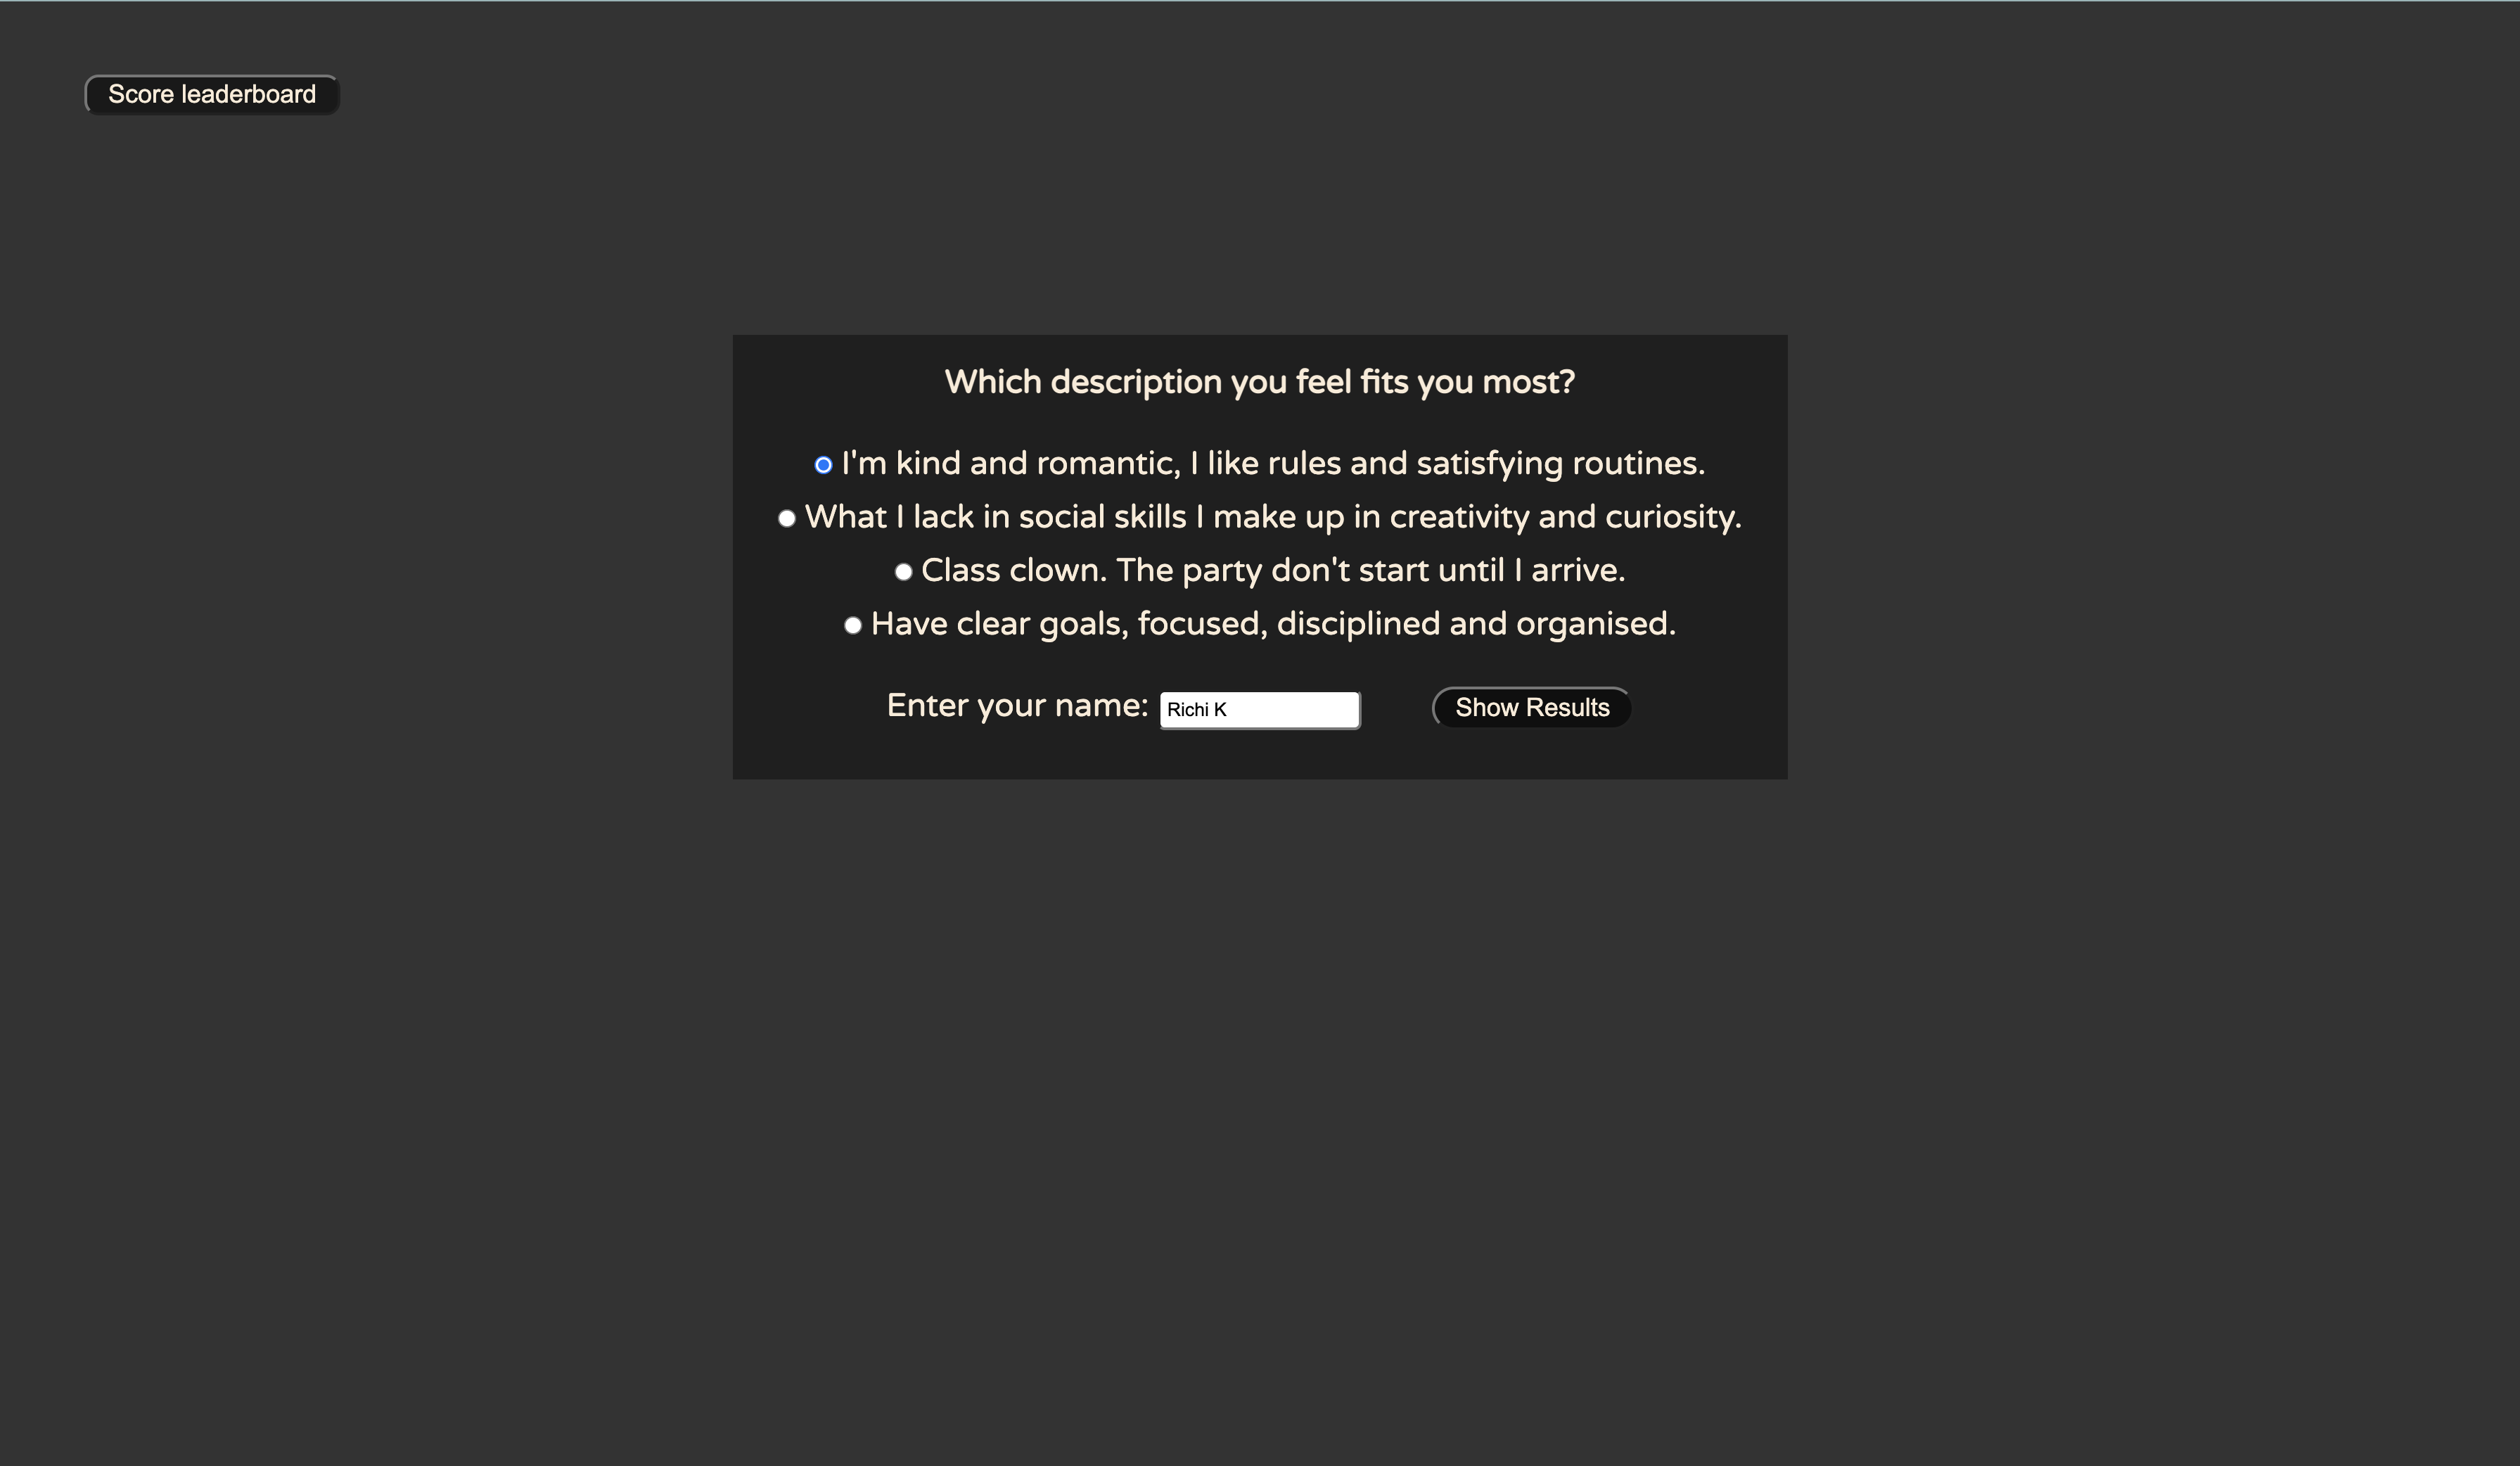 Score leaderboard
Which description you feel fits you most?
I'm kind and romantic, I like rules and satisfying routines.
What I lack in social skills I make up in creativity and curiosity.
Class clown. The party don't start until I arrive.
Have clear goals, focused, disciplined and organised.
Enter your name: Richi K Show Results